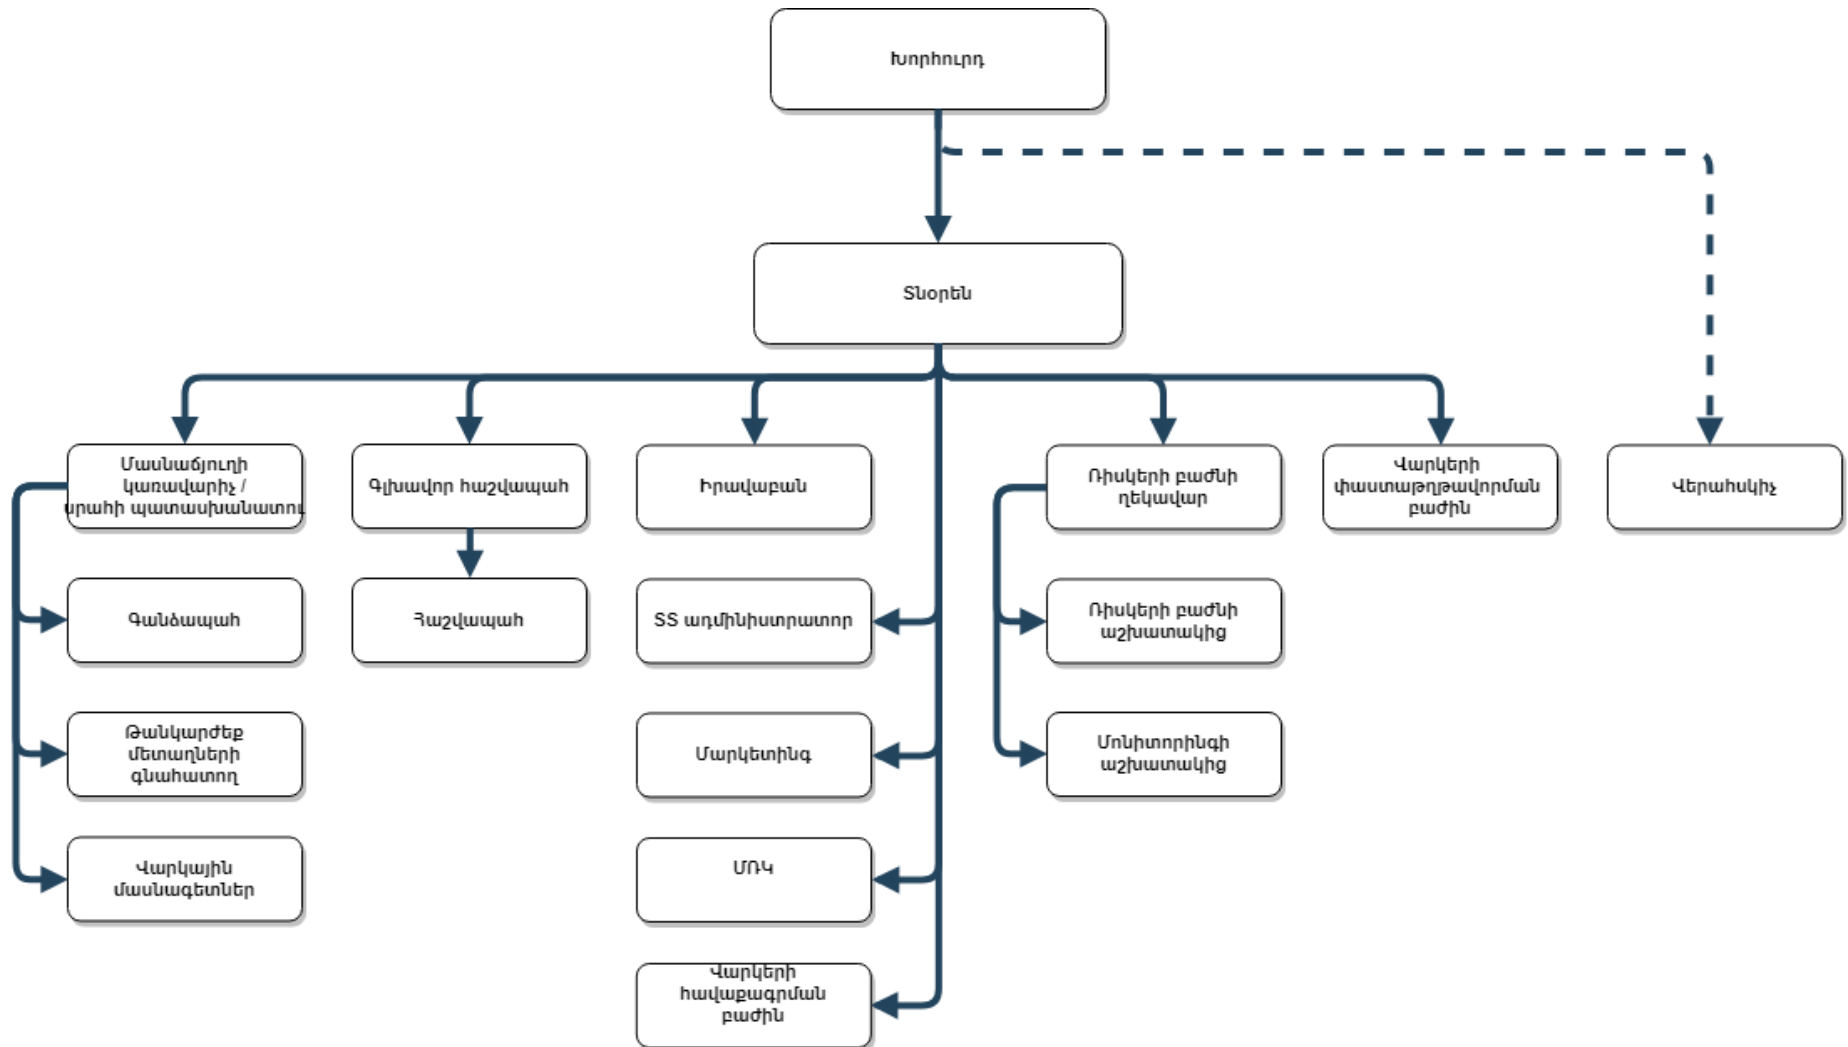 Խորհուրդ
Տնօրեն
Մասնաճյուղի
կառավարիչ /
սրահի պատասխանատու
Գլխավոր հաշվապահ
Իրավաբան
Ռիսկերի բաժնի
ղեկավար
Վարկերի
փաստաթղթավորման
բաժին
Վերահսկիչ
Գանձապահ
Հաշվապահ
ՏՏ ադմինիստրատոր
Ռիսկերի բաժնի
աշխատակից
Թանկարժեք
մետաղների
գնահատող
Մարկետինգ
Մոնիտորինգի
աշխատակից
Վարկային
մասնագետներ
ՄՌԿ
Վարկերի
հավաքագրման
բաժին